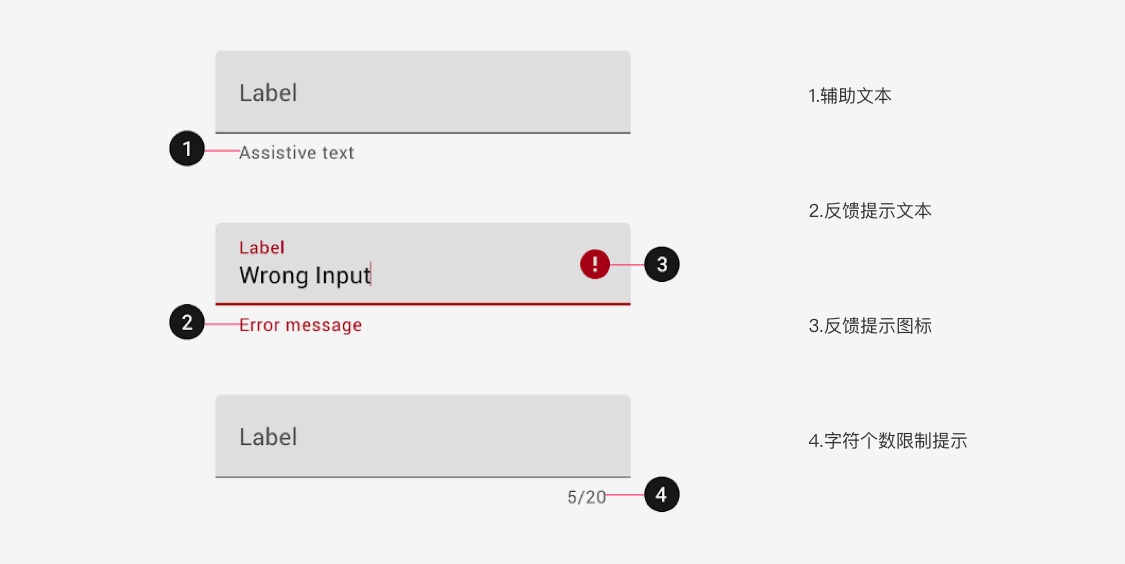 Label
1
Assistive text
Label
Wrong Input
!
3
2
Error message
Label
5/20
4
1.辅助文本
2.反馈提示文本
3.反馈提示图标
4.字符个数限制提示